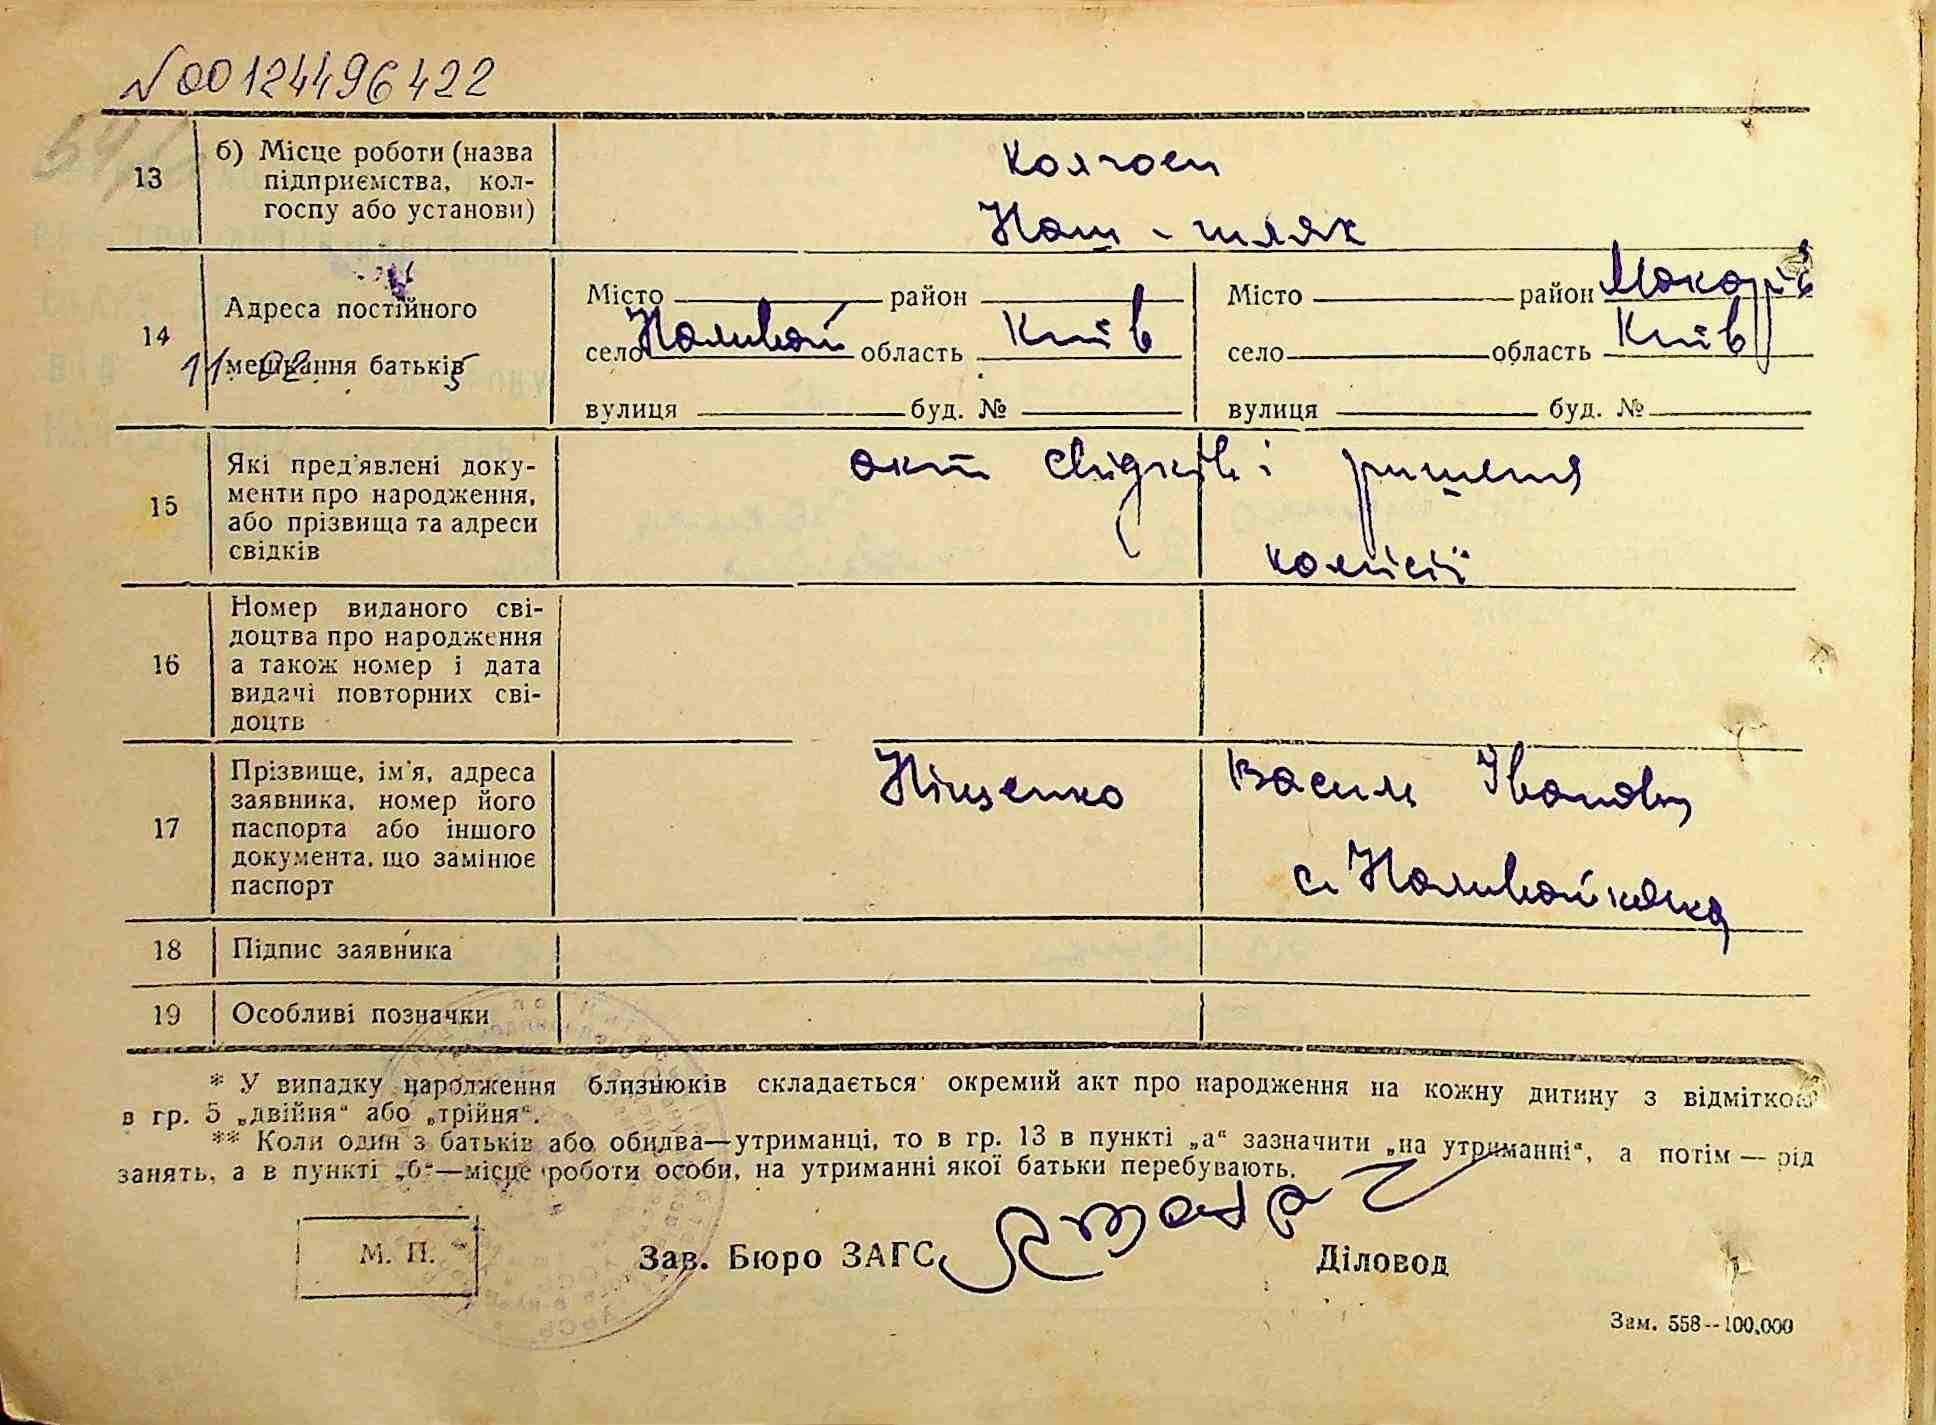 №00124496422
13 б) Місце роботи (назва
підприємства, кол-
госпу або установи)
Колгосп
Наш - шлях
14 Адреса постійного
мешкання батьків
Місто район
село Наливай область Київ
вулиця буд. №
Місто район Макарів
село область Київ
вулиця буд. №
15 Які пред'явлені доку-
менти про народження,
або прізвища та адреси
свідків
акт свідків і ришення
комісії
16 Номер виданого сві-
доцтва про народження
а також номер і дата
видачі повторних сві-
доцтв
17 Прізвище, ім'я, адреса
заявника, номер його
паспорта або іншого
документа, що замінює
паспорт
Ніщенко Василь Іванович
с. Наливайковка
18 Підпис заявника
19 Особливі позначки
* У випадку народження близнюків складається окремий акт про народження на кожну дитину з відміткою
в гр. 5 „двійня“ або „трійня“.
** Коли один з батьків або обидва—утриманці, то в гр. 13 в пункті „а“ зазначити „на утриманні“, а потім — рід
занять, а в пункті „б“—місце роботи особи, на утриманні якої батьки перебувають.
М. П. Зав. Бюро ЗАГС Діловод
Зам. 558--100.000